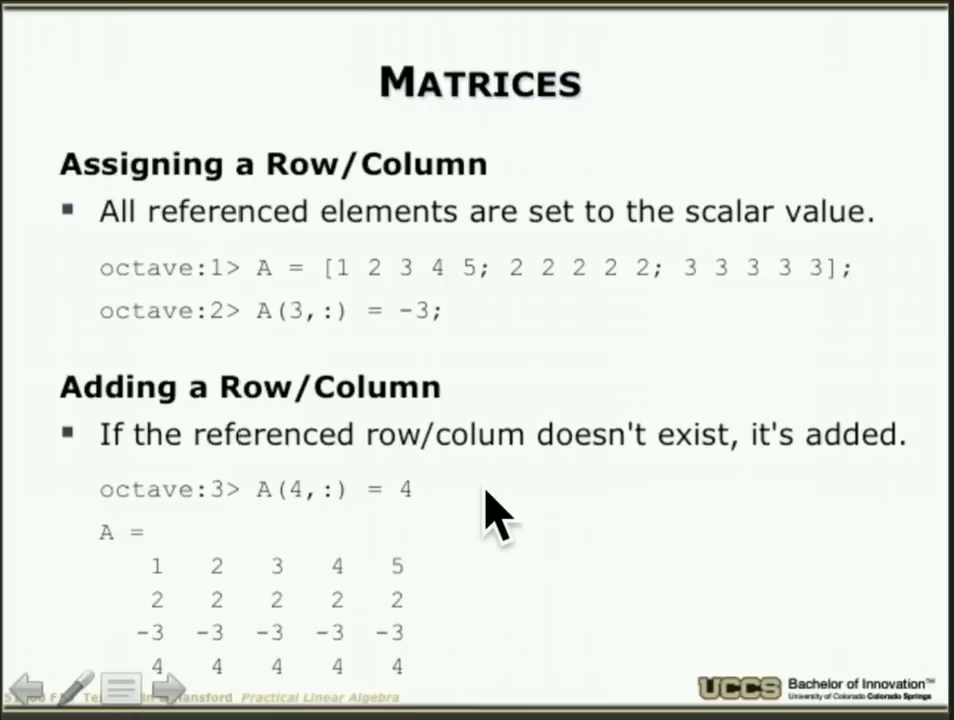 MATRICES
Assigning a Row/Column
▪ All referenced elements are set to the scalar value.
octave:1> A = [1 2 3 4 5; 2 2 2 2 2; 3 3 3 3 3];
octave:2> A(3,:) = -3;
Adding a Row/Column
▪ If the referenced row/colum doesn't exist, it's added.
octave:3> A(4,:) = 4
A =
1 2 3 4 5
2 2 2 2 2
-3 -3 -3 -3 -3
4 4 4 4 4
Practical Linear Algebra
UCCS Bachelor of Innovation™
University of Colorado Colorado Springs